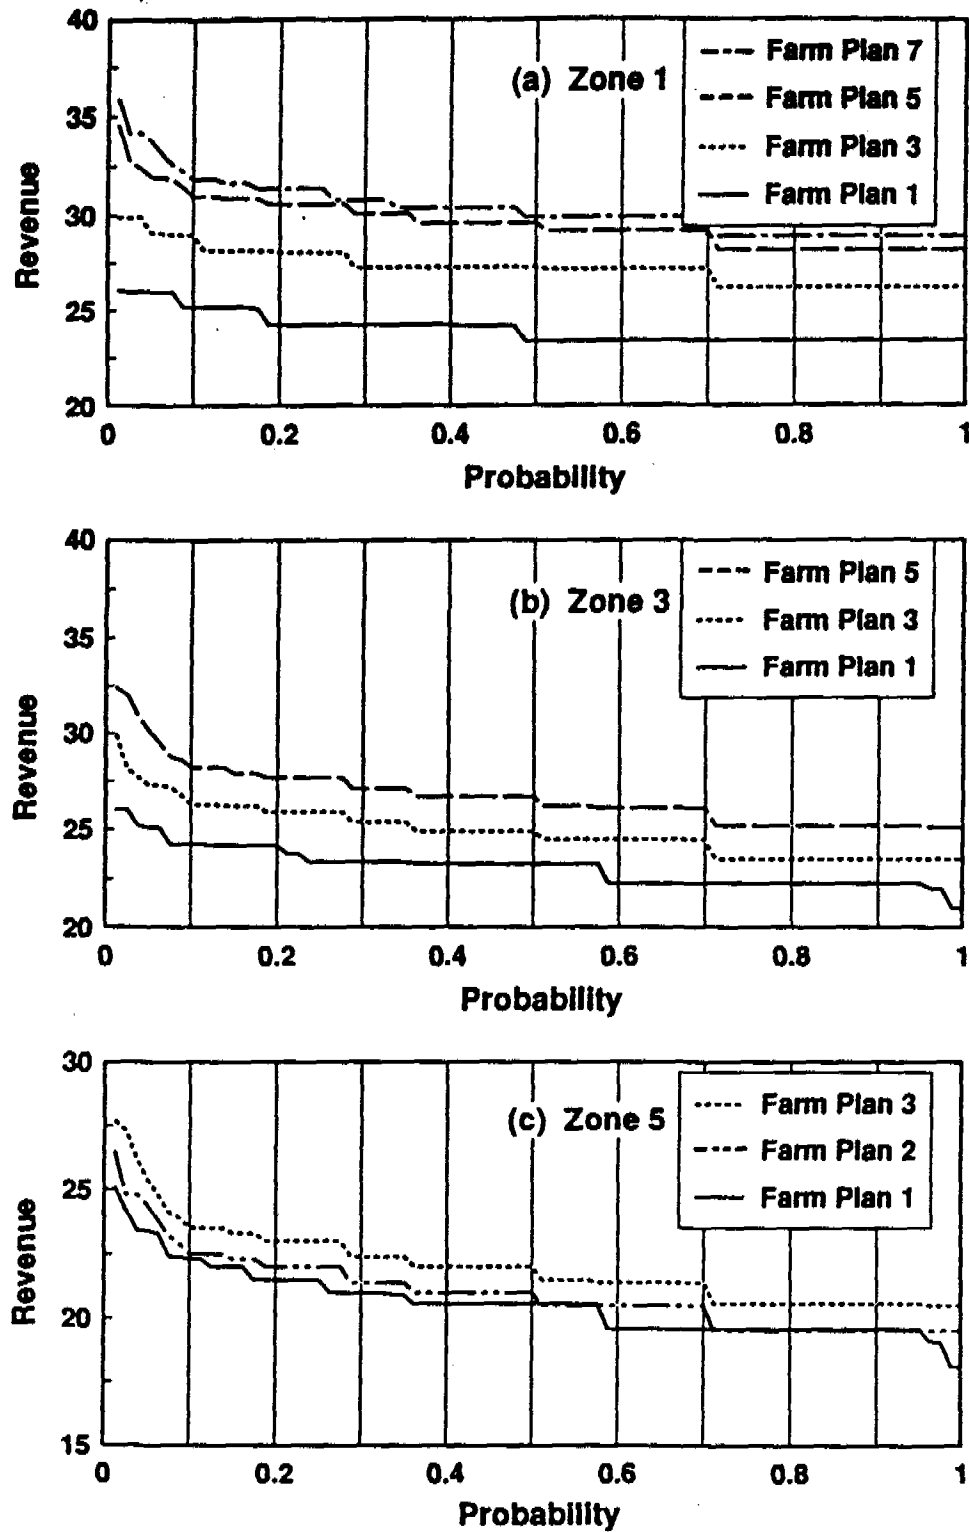 40
35
30
25
20
Revenue
(a) Zone 1
Farm Plan 7
Farm Plan 5
Farm Plan 3
Farm Plan 1
0 0.2 0.4 0.6 0.8 1
Probability
40
35
30
25
20
Revenue
(b) Zone 3
Farm Plan 5
Farm Plan 3
Farm Plan 1
0 0.2 0.4 0.6 0.8 1
Probability
30
25
20
15
Revenue
(c) Zone 5
Farm Plan 3
Farm Plan 2
Farm Plan 1
0 0.2 0.4 0.6 0.8 1
Probability